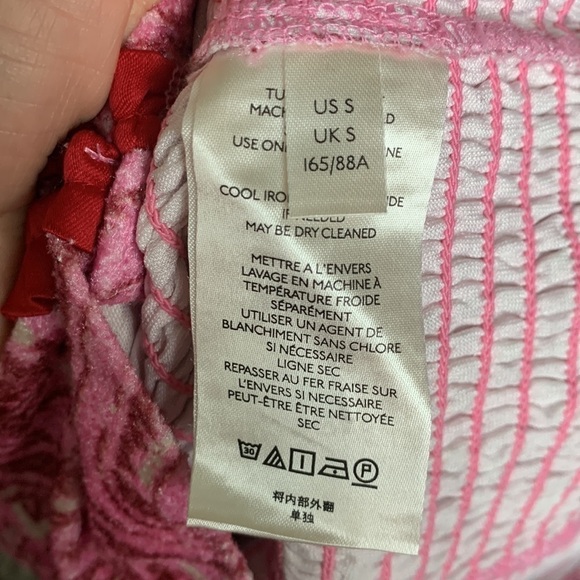 US S
UK S
165/88A
TU
MACH D
USE ON NE
COOL IRO IDE
IF NEEDED
MAY BE DRY CLEANED
METTRE A L'ENVERS
LAVAGE EN MACHINE À
TEMPÉRATURE FROIDE
SÉPARÉMENT
UTILISER UN AGENT DE
BLANCHIMENT SANS CHLORE
SI NÉCESSAIRE
LIGNE SEC
REPASSER AU FER FRAISE SUR
L'ENVERS SI NÉCESSAIRE
PEUT-ÊTRE ÊTRE NETTOYÉE
SEC
30 P
将内部外翻
单独